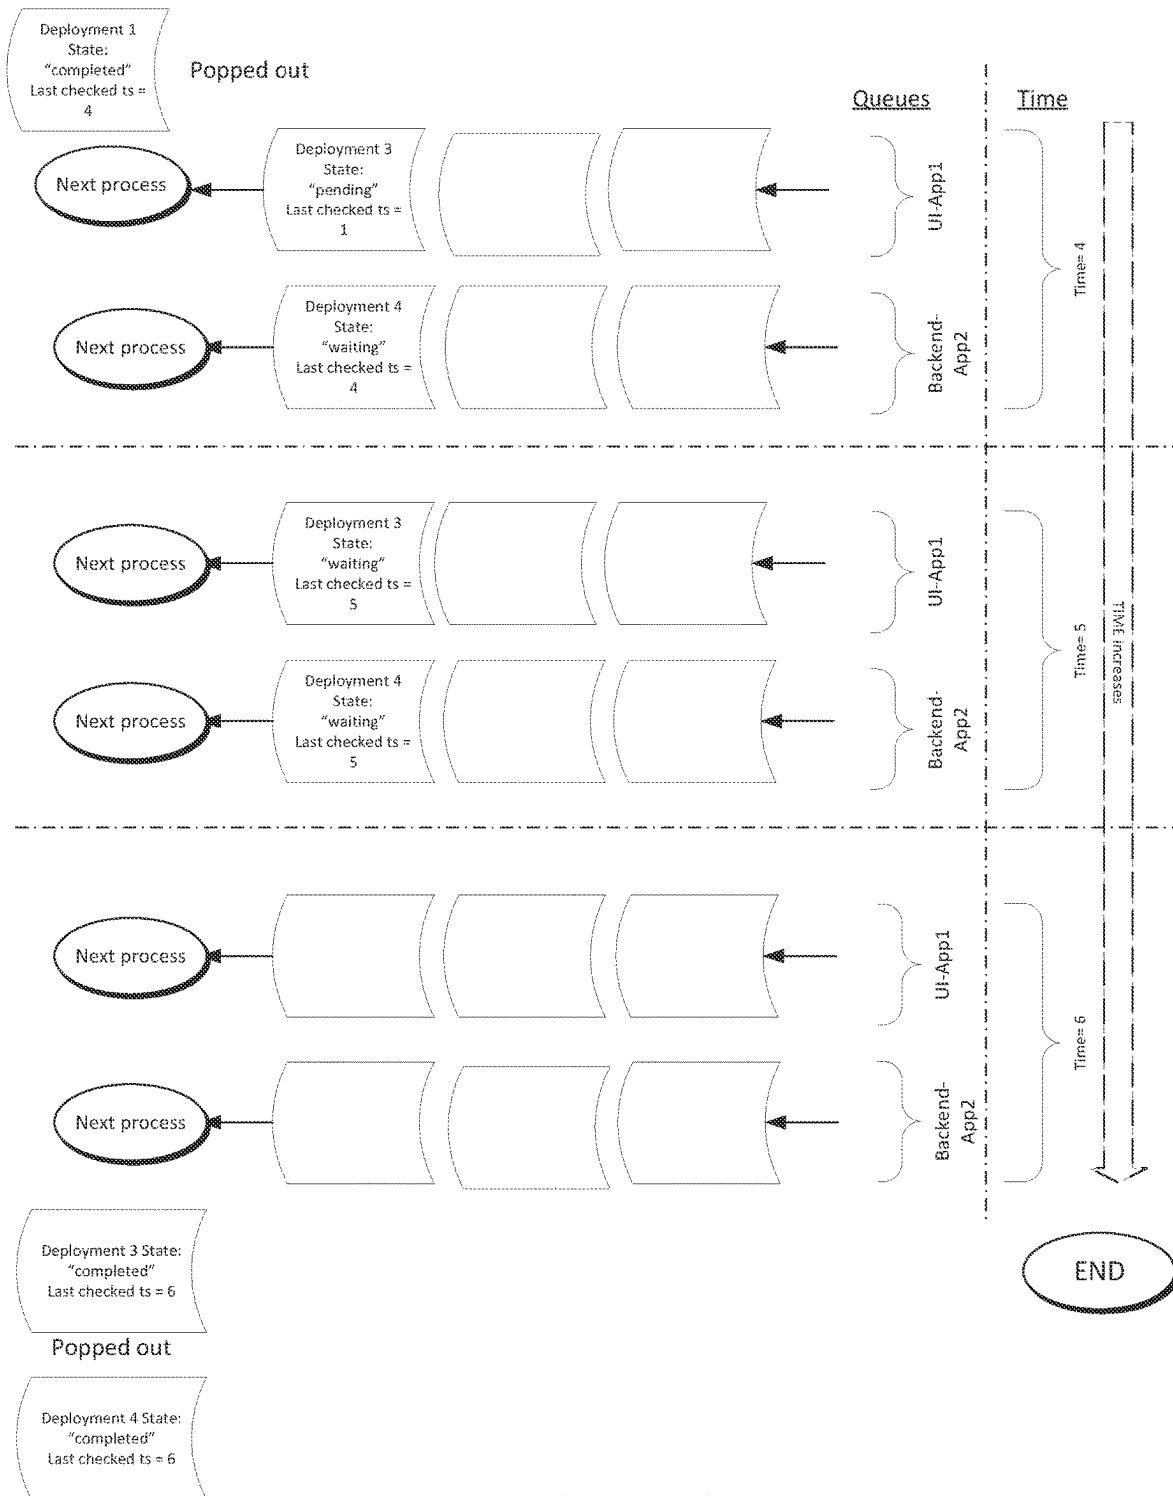 Deployment 1
State:
"completed"
Last checked ts =
4
Popped out
Queues
Time
Next process
Deployment 3
State:
"pending"
Last checked ts =
1
UI-App1
Time= 4
Next process
Deployment 4
State:
"waiting"
Last checked ts =
4
Backend-
App2
Next process
Deployment 3
State:
"waiting"
Last checked ts =
5
UI-App1
Time= 5
TIME increases
Next process
Deployment 4
State:
"waiting"
Last checked ts =
5
Backend-
App2
Next process
UI-App1
Time= 6
Next process
Backend-
App2
Deployment 3 State:
"completed"
Last checked ts = 6
END
Popped out
Deployment 4 State:
"completed"
Last checked ts = 6